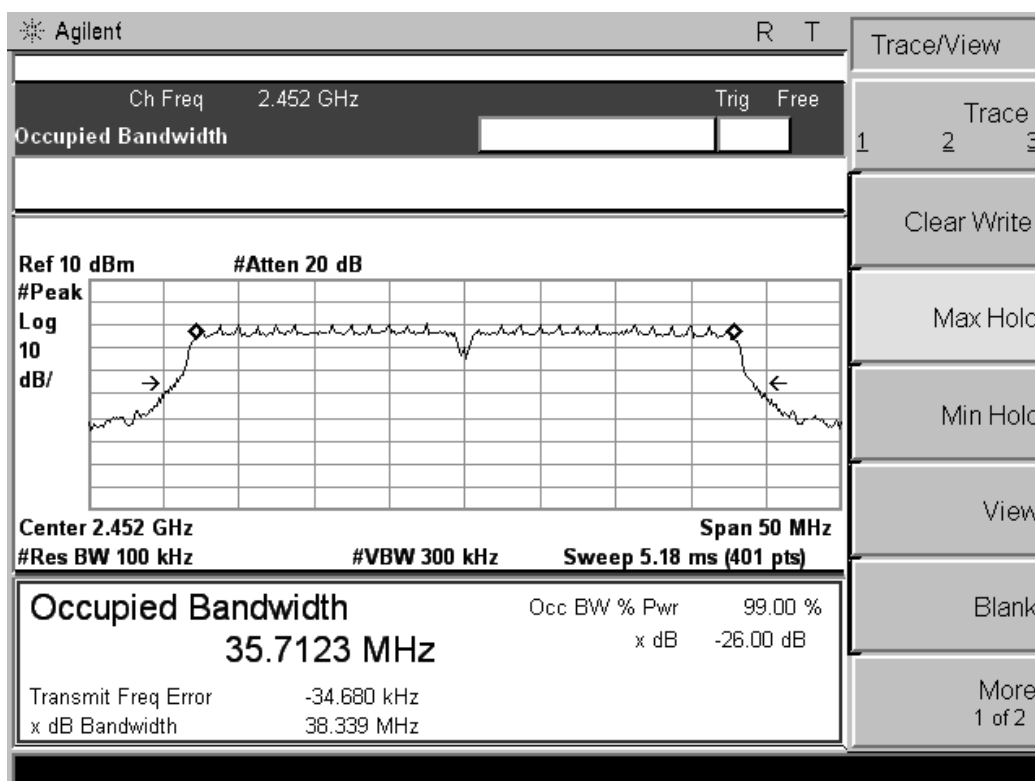 Agilent R T
Ch Freq 2.452 GHz Trig Free
Occupied Bandwidth
Ref 10 dBm #Atten 20 dB
#Peak
Log
10
dB/
Center 2.452 GHz Span 50 MHz
#Res BW 100 kHz #VBW 300 kHz Sweep 5.18 ms (401 pts)
Occupied Bandwidth
35.7123 MHz
Occ BW % Pwr 99.00 %
x dB -26.00 dB
Transmit Freq Error -34.680 kHz
x dB Bandwidth 38.339 MHz
Trace/View
Trace
1 2 3
Clear Write
Max Hold
Min Hold
View
Blank
More
1 of 2